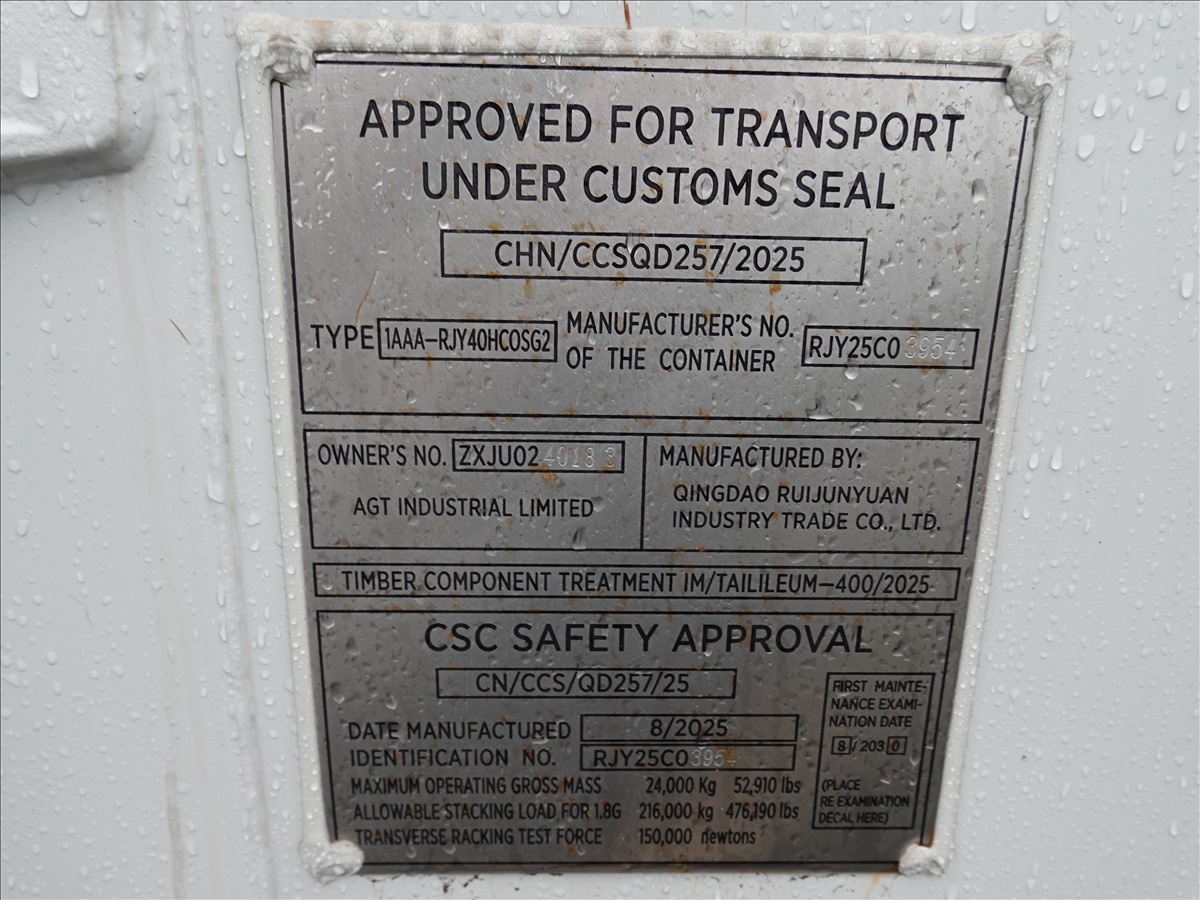 APPROVED FOR TRANSPORT
UNDER CUSTOMS SEAL
CHN/CCSQD257/2025
TYPE 1AAA-RJY40HCOSG2 MANUFACTURER'S NO. OF THE CONTAINER RJY25C03954
OWNER'S NO. ZXJU024018 3
AGT INDUSTRIAL LIMITED
MANUFACTURED BY:
QINGDAO RUIJUNYUAN
INDUSTRY TRADE CO., LTD.
TIMBER COMPONENT TREATMENT IM/TAILILEUM-400/2025
CSC SAFETY APPROVAL
CN/CCS/QD257/25
DATE MANUFACTURED 8/2025
IDENTIFICATION NO. RJY25C03954
MAXIMUM OPERATING GROSS MASS 24,000 Kg 52,910 lbs
ALLOWABLE STACKING LOAD FOR 1.8G 216,000 kg 476,190 lbs
TRANSVERSE RACKING TEST FORCE 150,000 newtons
FIRST MAINTE-
NANCE EXAMI-
NATION DATE
8 / 2030
(PLACE
RE EXAMINATION
DECAL HERE)